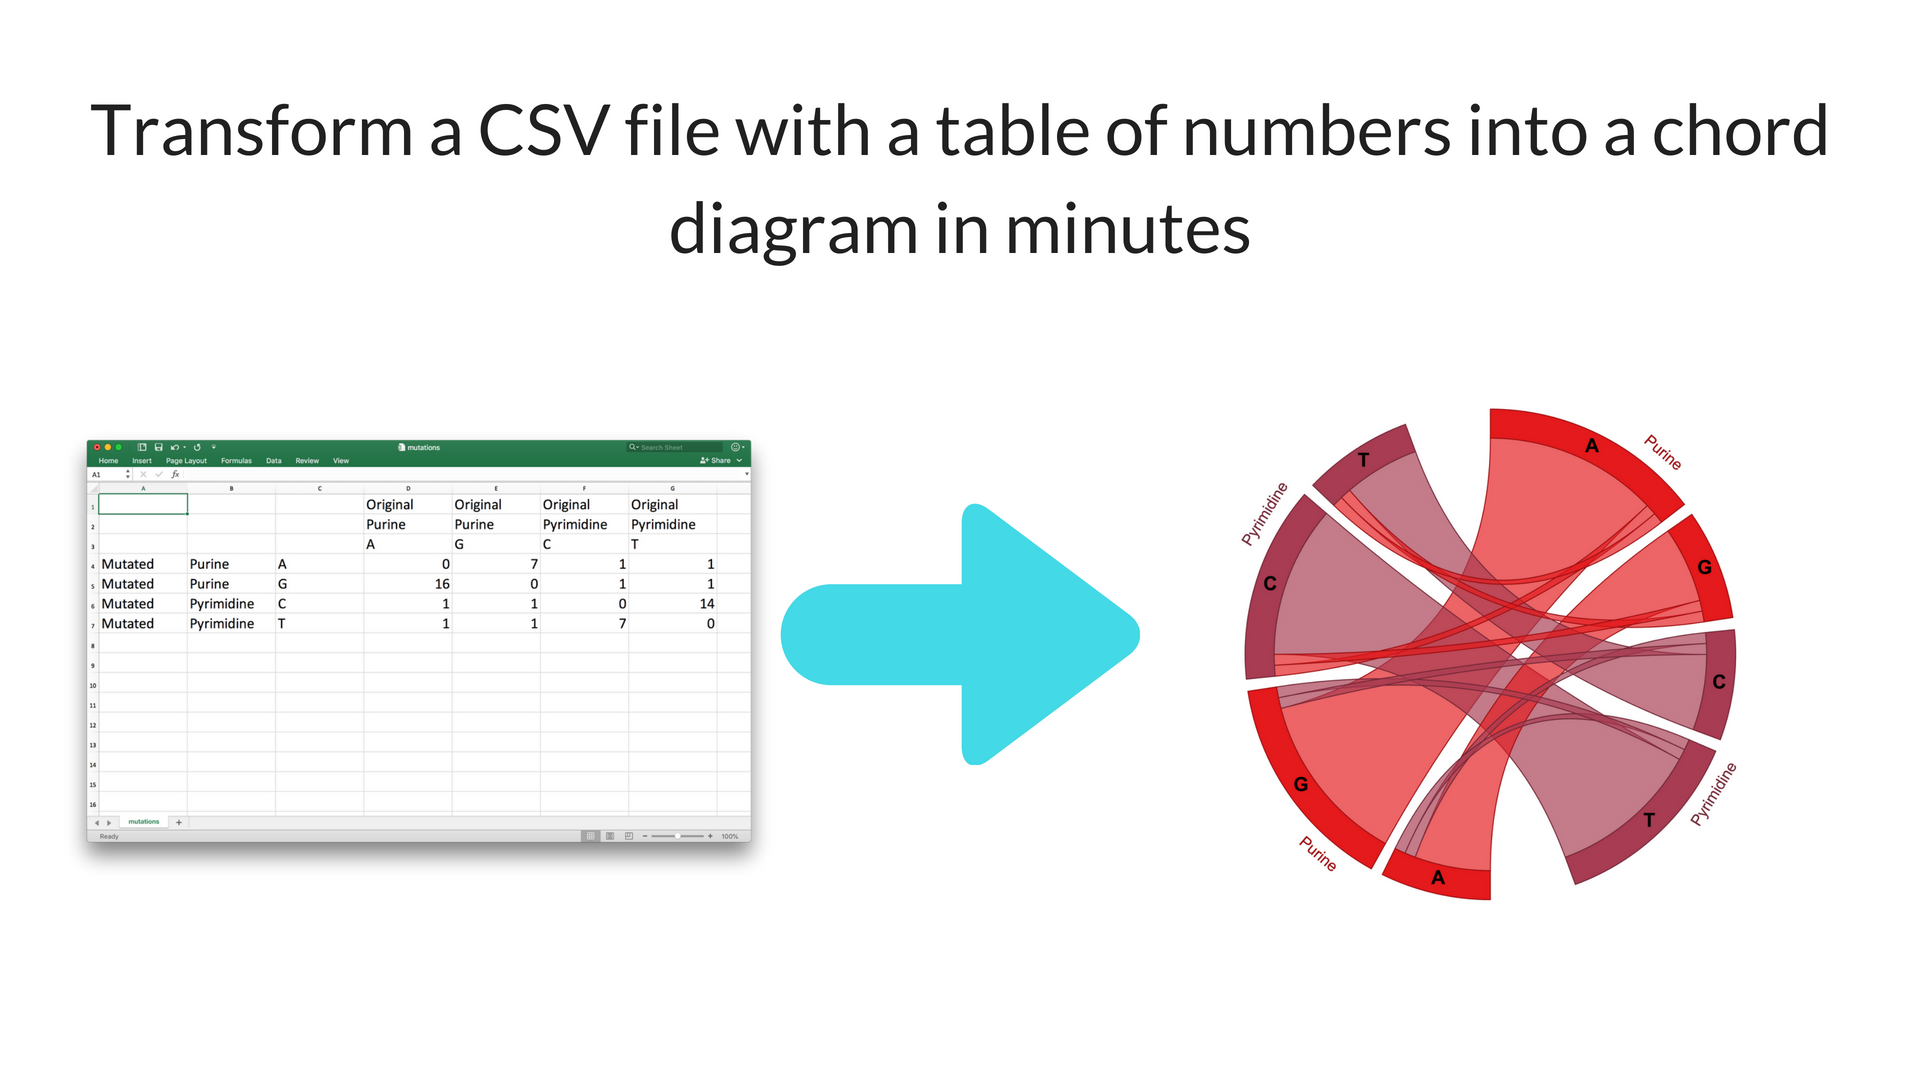 Transform a CSV file with a table of numbers into a chord
diagram in minutes
mutations
Search Sheet
Home Insert Page Layout Formulas Data Review View
Share
A1 fx
A B C D E F G
1 Original Original Original Original
2 Purine Purine Pyrimidine Pyrimidine
3 A G C T
4 Mutated Purine A 0 7 1 1
5 Mutated Purine G 16 0 1 1
6 Mutated Pyrimidine C 1 1 0 14
7 Mutated Pyrimidine T 1 1 7 0
8
9
10
11
12
13
14
15
16
mutations
Ready
100%
A
Purine
T
G
Pyrimidine
C
C
T
Pyrimidine
G
Purine
A